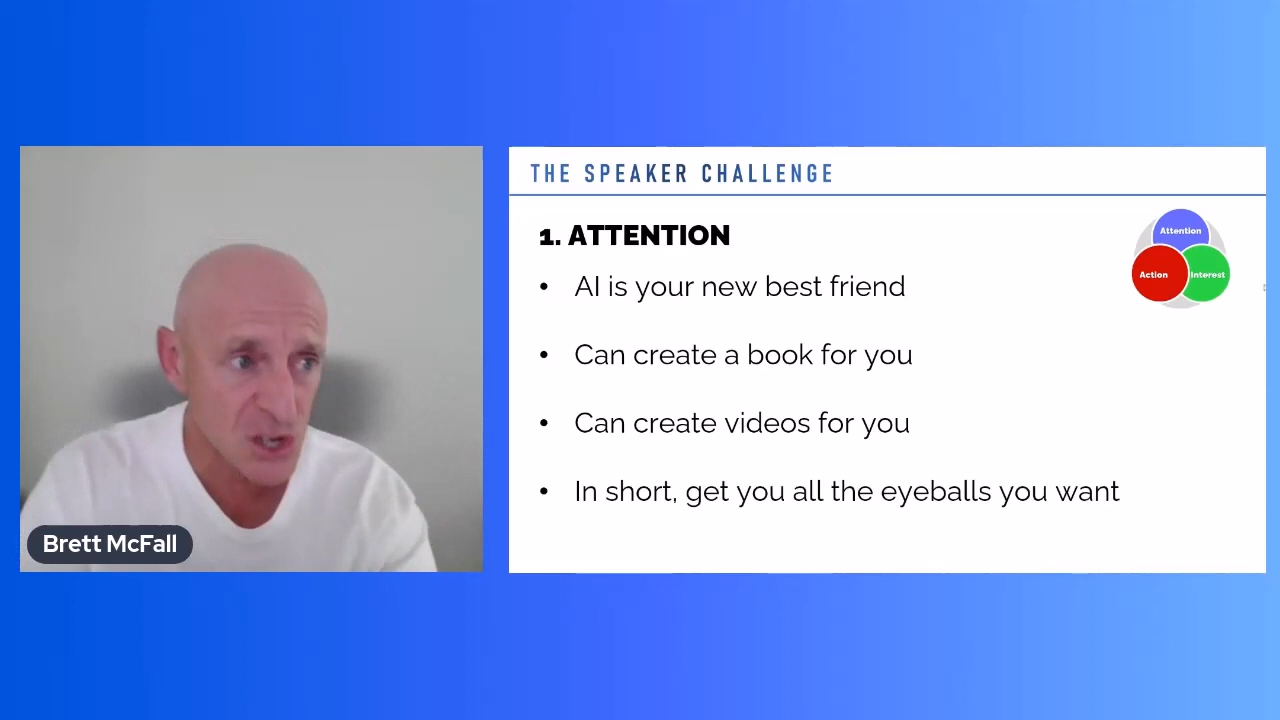 THE SPEAKER CHALLENGE
1. ATTENTION
• AI is your new best friend
• Can create a book for you
• Can create videos for you
• In short, get you all the eyeballs you want
Attention
Action
Interest
Brett McFall